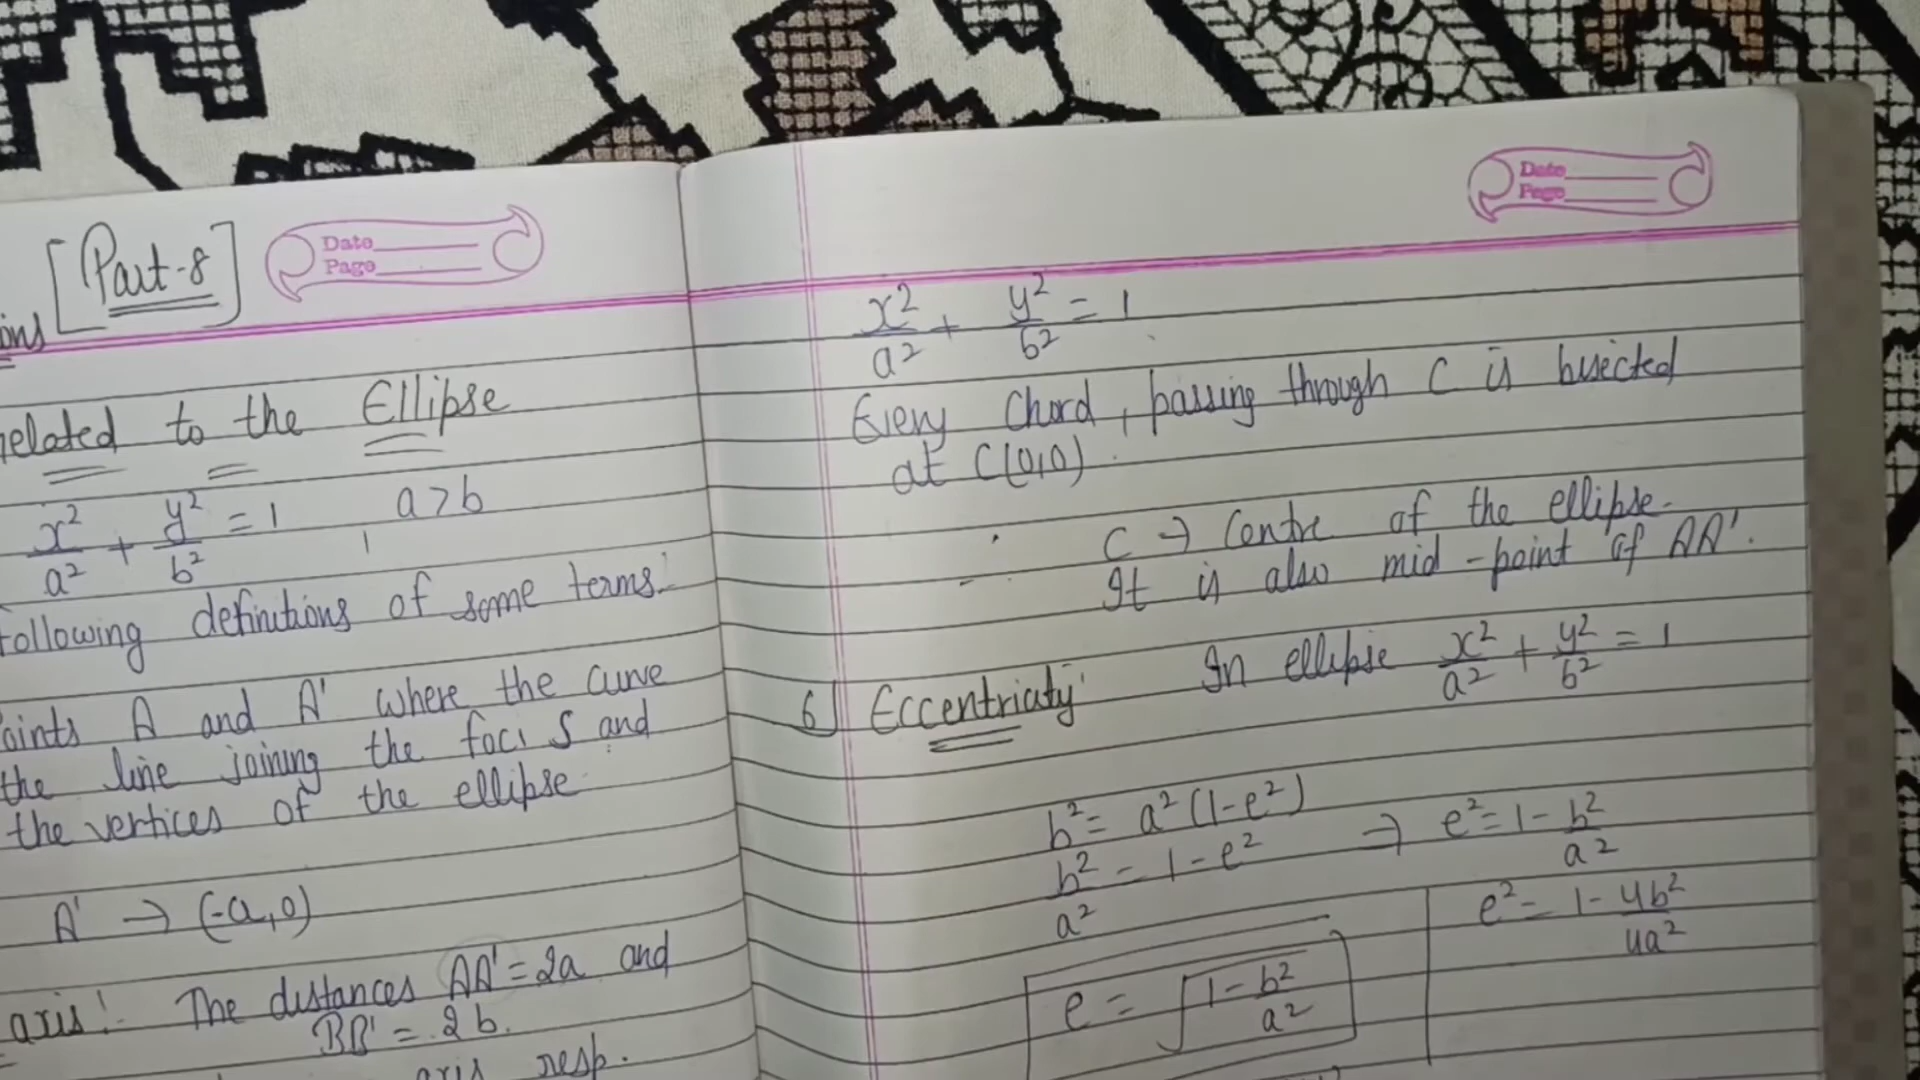 [Part-8]
Date
Page
ons
related to the Ellipse
x²/a² + y²/b² = 1, a>b
following definitions of some terms.
oints A and A' where the curve
the line joining the foci S and
the vertices of the ellipse
A' → (-a,0)
axis: The distances AA' = 2a and
BB' = 2b.
axis resp.
Date
Page
x²/a² + y²/b² = 1
Every Chord, passing through C is bisected
at C(0,0).
C → Centre of the ellipse.
It is also mid-point of AA'.
6) Eccentricity: In ellipse x²/a² + y²/b² = 1
b² = a²(1-e²)
b²/a² = 1-e² ⇒ e² = 1 - b²/a²
e² = 1 - 4b²/4a²
e = √(1 - b²/a²)